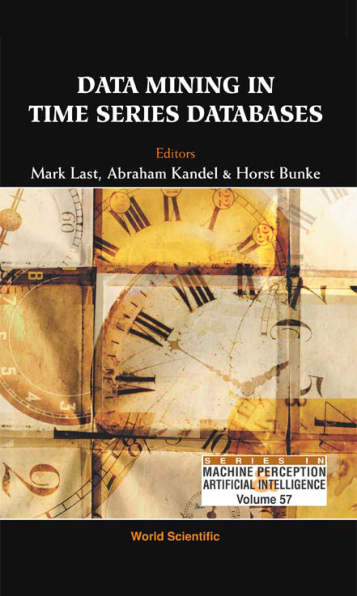 DATA MINING IN
TIME SERIES DATABASES
Editors
Mark Last, Abraham Kandel & Horst Bunke
VIII
SERIES IN
MACHINE PERCEPTION
ARTIFICIAL INTELLIGENCE
Volume 57
World Scientific